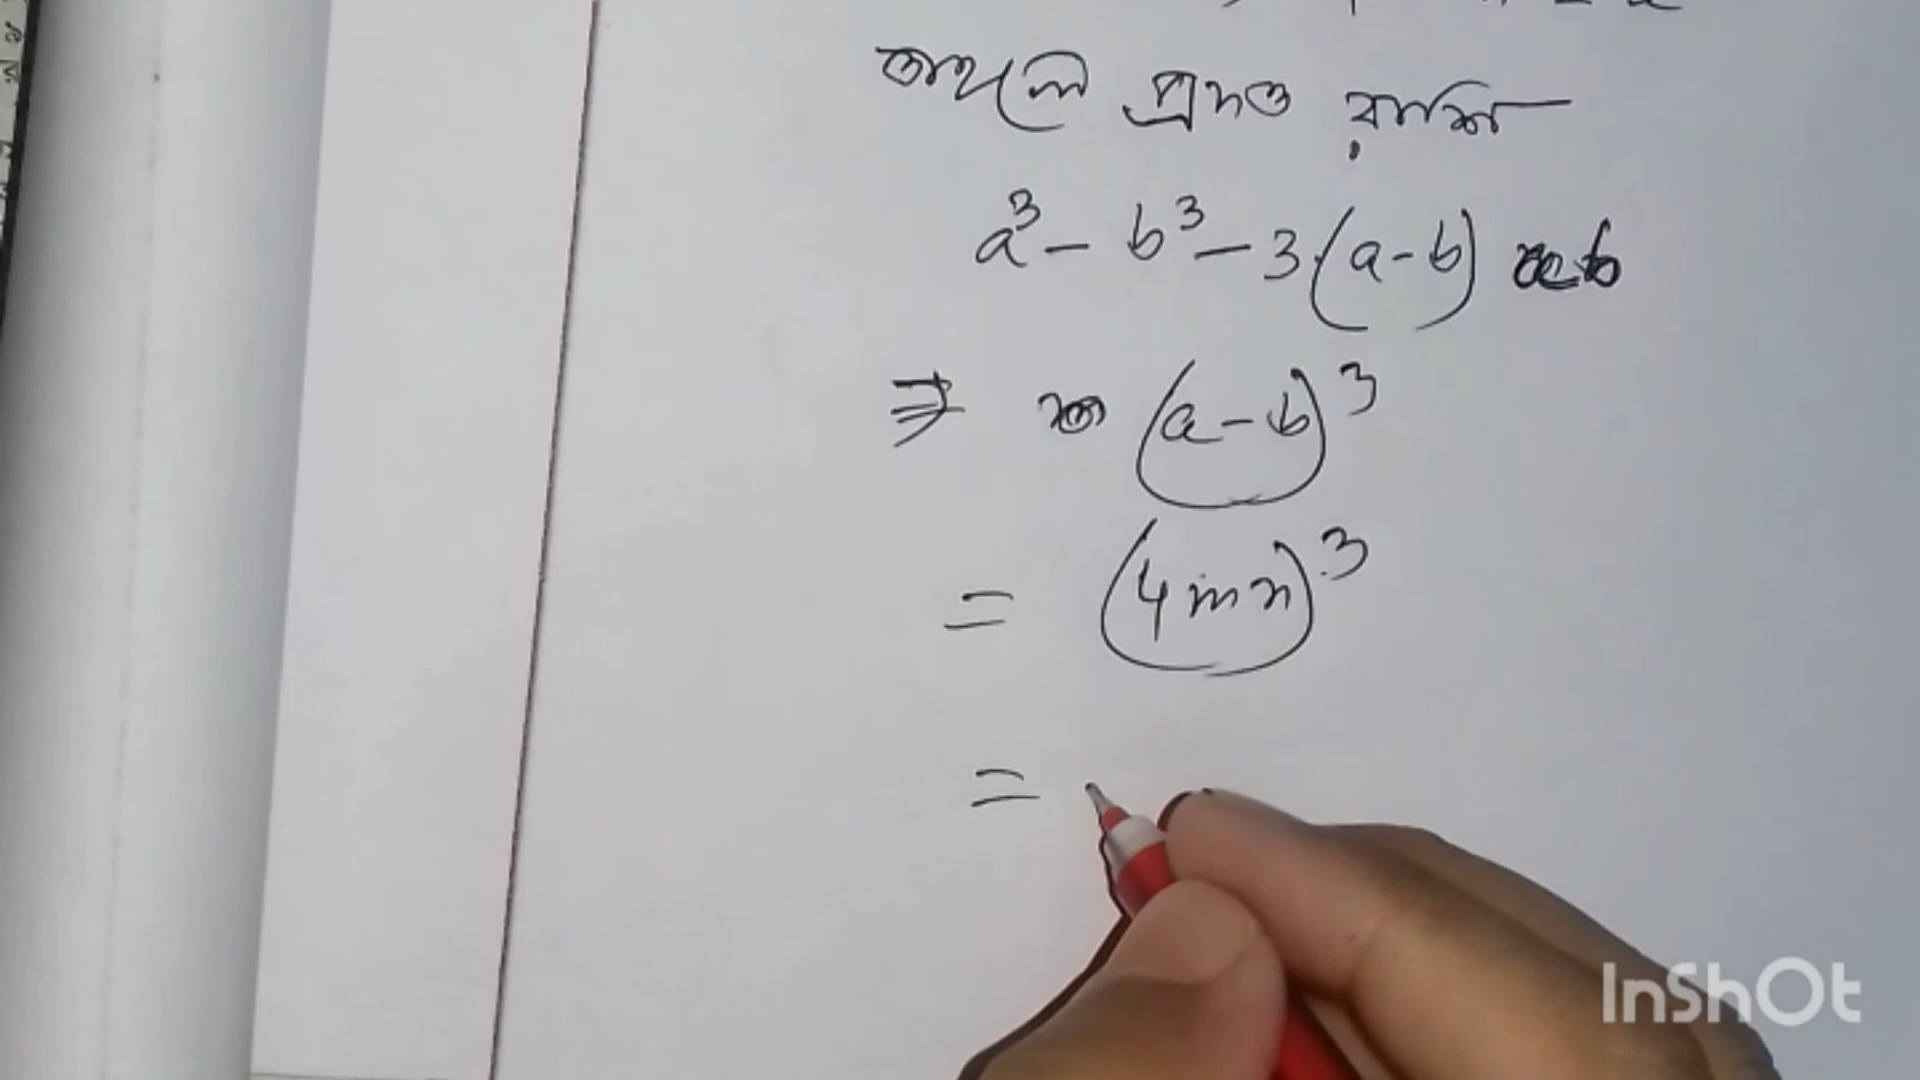 তাহলে প্রদত্ত রাশি
a³ - b³ - 3(a-b) ab
⇒ (a-b)³
= (4mn)³
=
InShOt